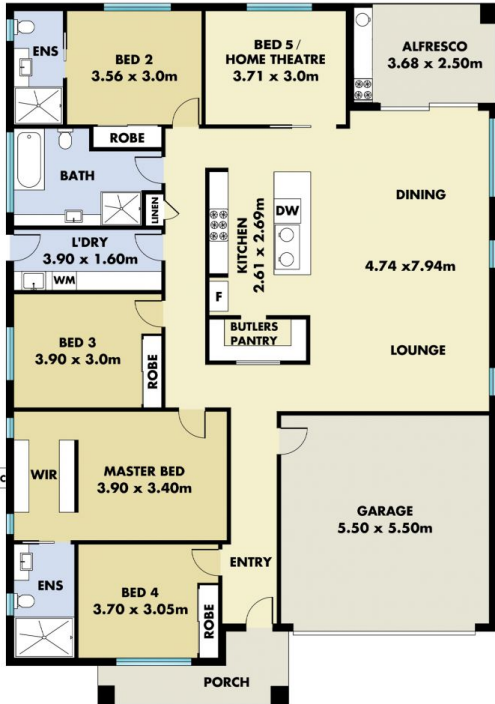 ENS
BED 2
3.56 x 3.0m
BED 5 /
HOME THEATRE
3.71 x 3.0m
ALFRESCO
3.68 x 2.50m
ROBE
BATH
LINEN
DINING
L'DRY
3.90 x 1.60m
WM
KITCHEN
2.61 x 2.69m
DW
4.74 x7.94m
F
BUTLERS
PANTRY
LOUNGE
BED 3
3.90 x 3.0m
ROBE
WIR
MASTER BED
3.90 x 3.40m
GARAGE
5.50 x 5.50m
ENS
BED 4
3.70 x 3.05m
ROBE
ENTRY
PORCH